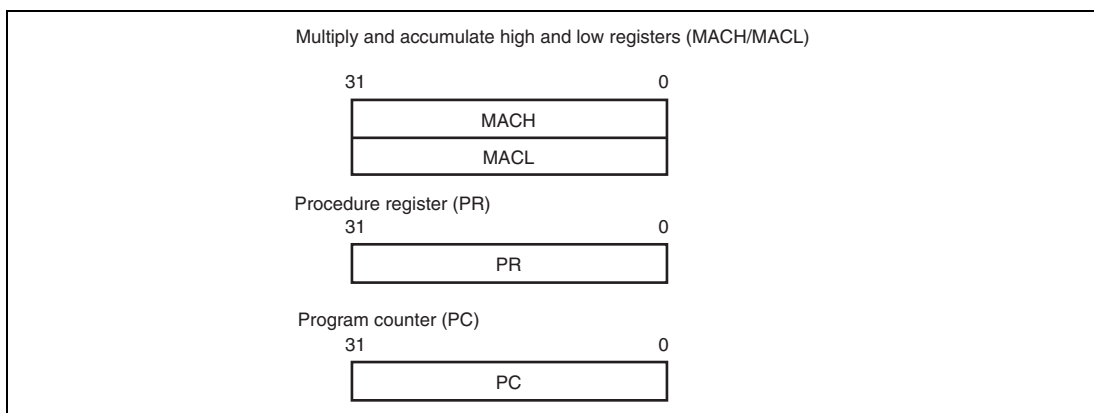 Multiply and accumulate high and low registers (MACH/MACL)
31 0
MACH
MACL
Procedure register (PR)
31 0
PR
Program counter (PC)
31 0
PC